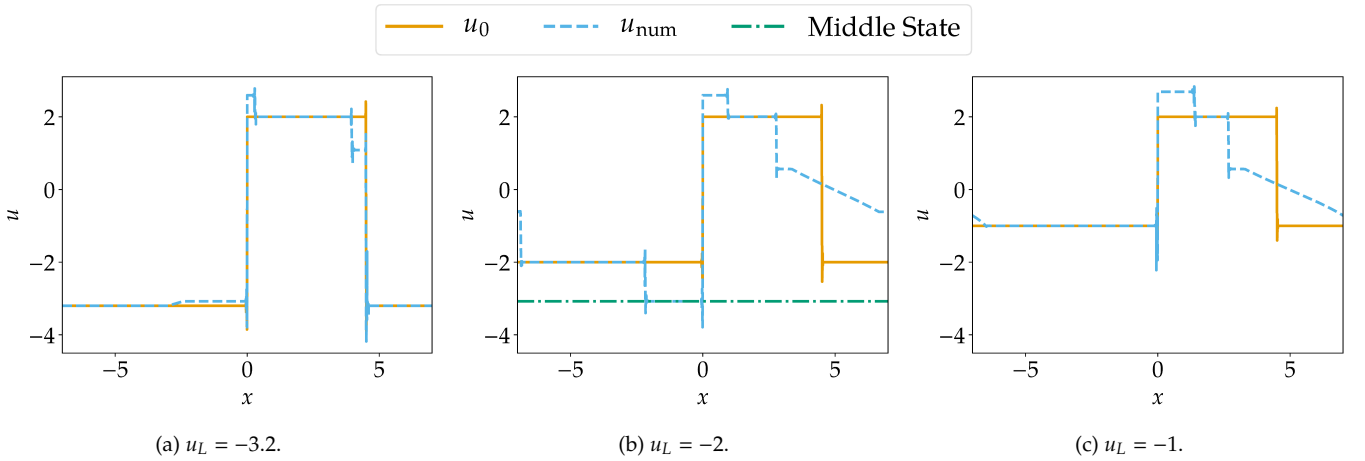 u₀ u_num Middle State
2
0
−2
−4
u
−5 0 5
x
2
0
−2
−4
u
−5 0 5
x
2
0
−2
−4
u
−5 0 5
x
(a) u_L = −3.2.
(b) u_L = −2.
(c) u_L = −1.